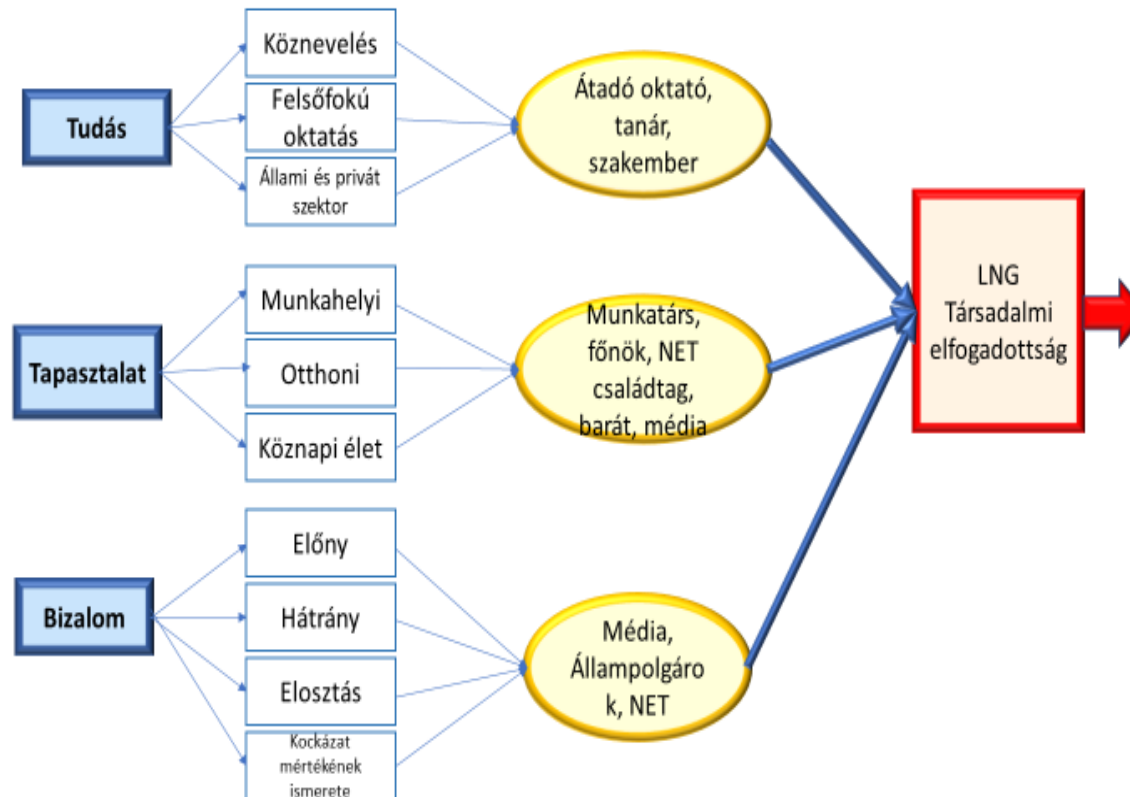 Tudás
Köznevelés
Felsőfokú
oktatás
Állami és privát
szektor
Átadó oktató,
tanár,
szakember
Tapasztalat
Munkahelyi
Otthoni
Köznapi élet
Munkatárs,
főnök, NET
családtag,
barát, média
Bizalom
Előny
Hátrány
Elosztás
Kockázat
mértékének
ismerete
Média,
Állampolgáro
k, NET
LNG
Társadalmi
elfogadottság